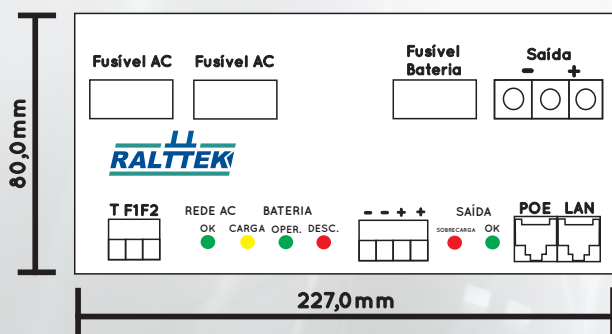 Fusível AC
Fusível AC
Fusível
Bateria
Saída
- +
80,0mm
RALTTEK
T F1F2
REDE AC
BATERIA
OK
CARGA
OPER.
DESC.
- - + +
SAÍDA
SOBRECARGA
OK
POE
LAN
227,0mm